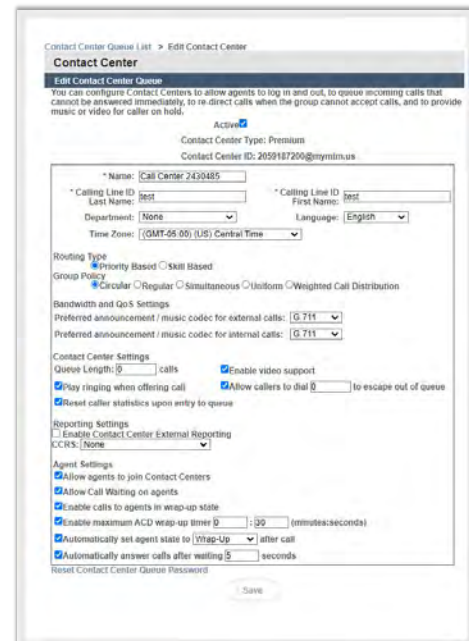 Contact Center Queue List > Edit Contact Center
Contact Center
Edit Contact Center Queue
You can configure Contact Centers to allow agents to log in and out, to queue incoming calls that
cannot be answered immediately, to re-direct calls when the group cannot accept calls, and to provide
music or video for caller on hold.
Active
Contact Center Type: Premium
Contact Center ID: 2059187200@mymtm.us
* Name: Call Center 2430485
* Calling Line ID Last Name: test * Calling Line ID First Name: test
Department: None Language: English
Time Zone: (GMT-05:00) (US) Central Time
Routing Type
Priority Based Skill Based
Group Policy
Circular Regular Simultaneous Uniform Weighted Call Distribution
Bandwidth and QoS Settings
Preferred announcement / music codec for external calls: G.711
Preferred announcement / music codec for internal calls: G.711
Contact Center Settings
Queue Length: 0 calls Enable video support
Play ringing when offering call Allow callers to dial 0 to escape out of queue
Reset caller statistics upon entry to queue
Reporting Settings
Enable Contact Center External Reporting
CCRS: None
Agent Settings
Allow agents to join Contact Centers
Allow Call Waiting on agents
Enable calls to agents in wrap-up state
Enable maximum ACD wrap-up timer 0 : 30 (minutes:seconds)
Automatically set agent state to Wrap-Up after call
Automatically answer calls after waiting 5 seconds
Reset Contact Center Queue Password
Save